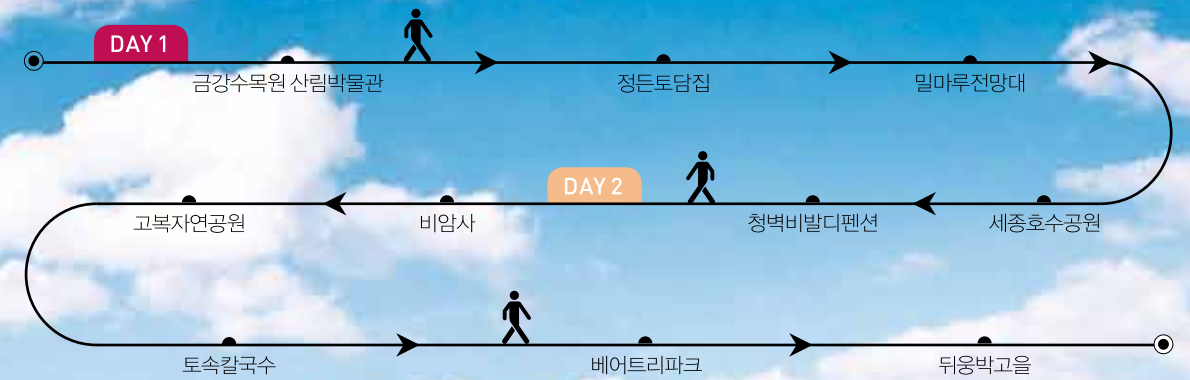 DAY 1
금강수목원 산림박물관
정든토담집
밀마루전망대
세종호수공원
청벽비발디펜션
DAY 2
비암사
고복자연공원
토속칼국수
베어트리파크
뒤웅박고을